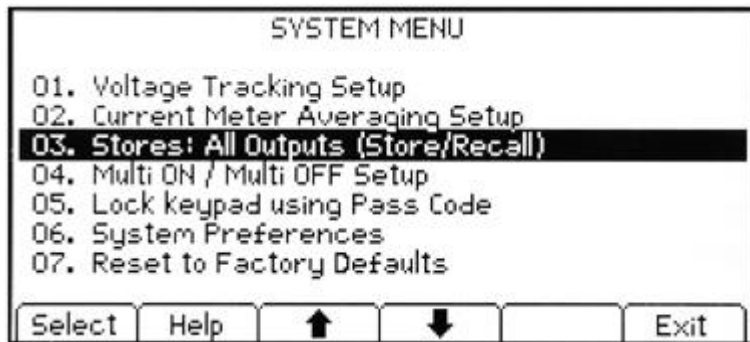 SYSTEM MENU
01. Voltage Tracking Setup
02. Current Meter Averaging Setup
03. Stores: All Outputs (Store/Recall)
04. Multi ON / Multi OFF Setup
05. Lock keypad using Pass Code
06. System Preferences
07. Reset to Factory Defaults
Select Help ↑ ↓ Exit